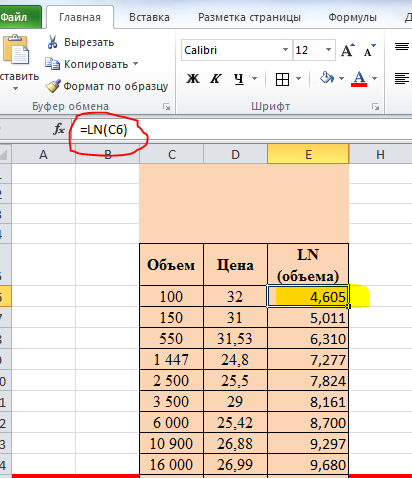 Файл Главная Вставка Разметка страницы Формулы
Вырезать
Копировать
Формат по образцу
ставить
Calibri 12
Ж К Ч А
Буфер обмена Шрифт
fx =LN(C6)
A B C D E H
Объем Цена LN (объема)
100 32 4,605
150 31 5,011
550 31,53 6,310
1 447 24,8 7,277
2 500 25,5 7,824
3 500 29 8,161
6 000 25,42 8,700
10 900 26,88 9,297
16 000 26,99 9,680